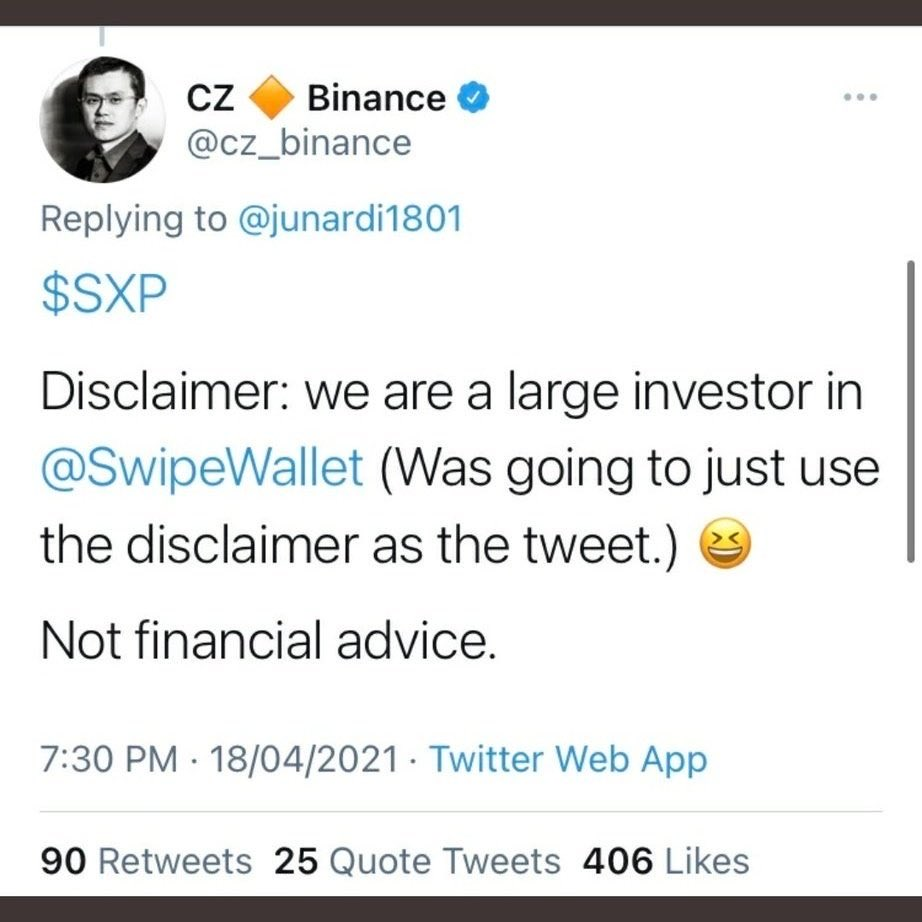 CZ 🔶 Binance
@cz_binance
Replying to @junardi1801
$SXP
Disclaimer: we are a large investor in
@SwipeWallet (Was going to just use
the disclaimer as the tweet.) 😆
Not financial advice.
7:30 PM · 18/04/2021 · Twitter Web App
90 Retweets 25 Quote Tweets 406 Likes